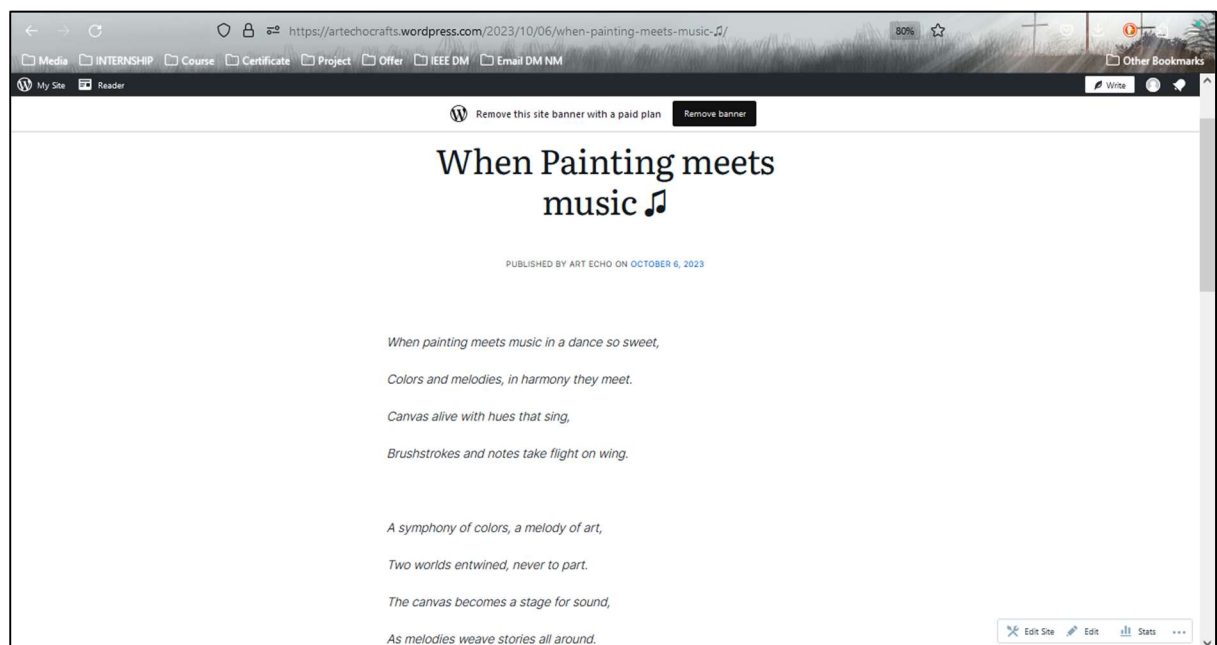 https://artechocrafts.wordpress.com/2023/10/06/when-painting-meets-music-♫/
80%
Media INTERNSHIP Course Certificate Project Offer IEEE DM Email DM NM Other Bookmarks
My Site Reader Write
Remove this site banner with a paid plan Remove banner
When Painting meets
music ♫
PUBLISHED BY ART ECHO ON OCTOBER 6, 2023
When painting meets music in a dance so sweet,
Colors and melodies, in harmony they meet.
Canvas alive with hues that sing,
Brushstrokes and notes take flight on wing.
A symphony of colors, a melody of art,
Two worlds entwined, never to part.
The canvas becomes a stage for sound,
As melodies weave stories all around.
Edit Site Edit Stats